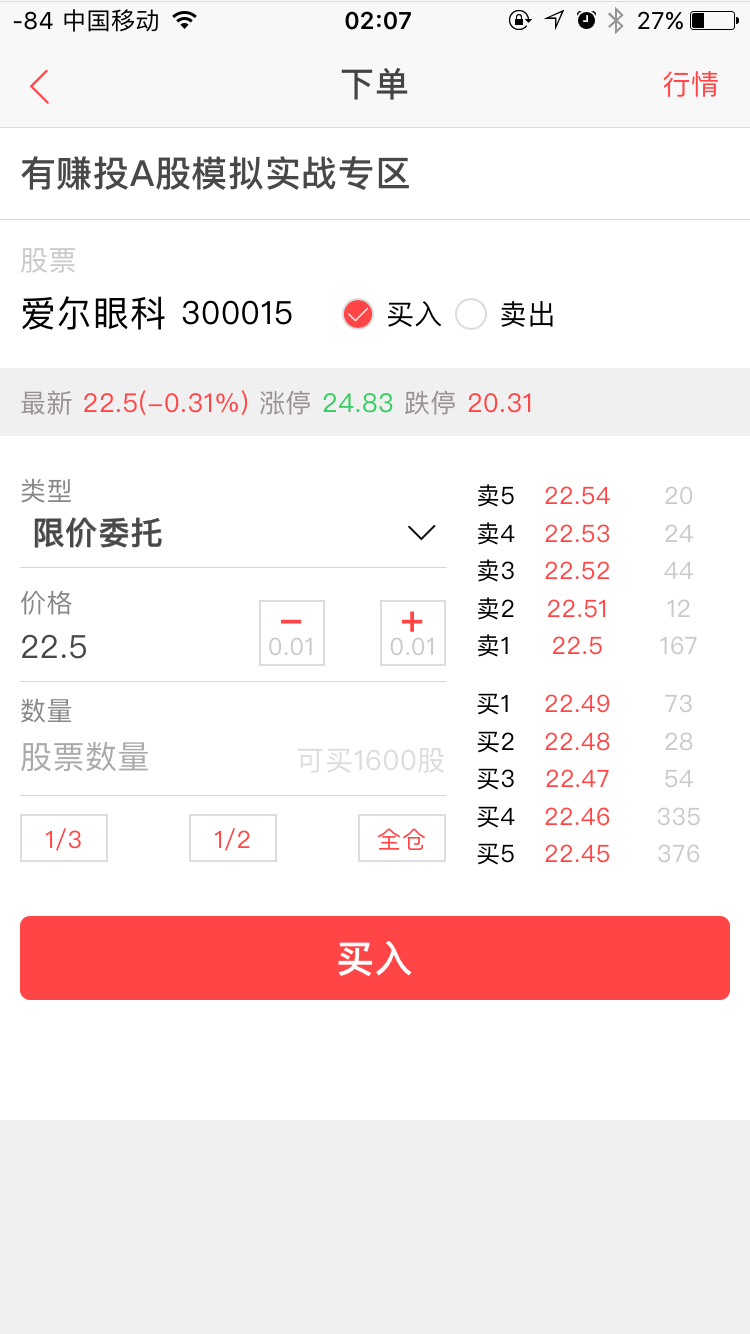 -84 中国移动 02:07 27%
下单 行情
有赚投A股模拟实战专区
股票
爱尔眼科 300015 买入 卖出
最新 22.5(-0.31%) 涨停 24.83 跌停 20.31
类型
限价委托
价格
22.5 − 0.01 + 0.01
数量
股票数量 可买1600股
1/3 1/2 全仓
卖5 22.54 20
卖4 22.53 24
卖3 22.52 44
卖2 22.51 12
卖1 22.5 167
买1 22.49 73
买2 22.48 28
买3 22.47 54
买4 22.46 335
买5 22.45 376
买入